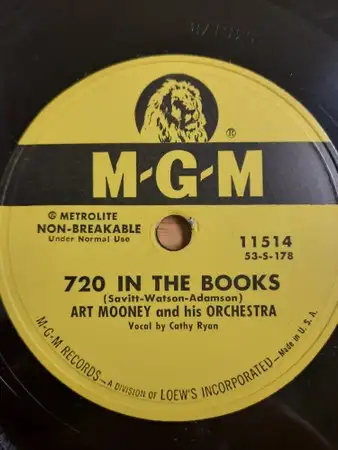 ®
M-G-M
Ⓖ METROLITE
NON-BREAKABLE
Under Normal Use
11514
53-S-178
720 IN THE BOOKS
(Savitt-Watson-Adamson)
ART MOONEY and his ORCHESTRA
Vocal by Cathy Ryan
M-G-M RECORDS—A DIVISION OF LOEW'S INCORPORATED—Made in U.S.A.